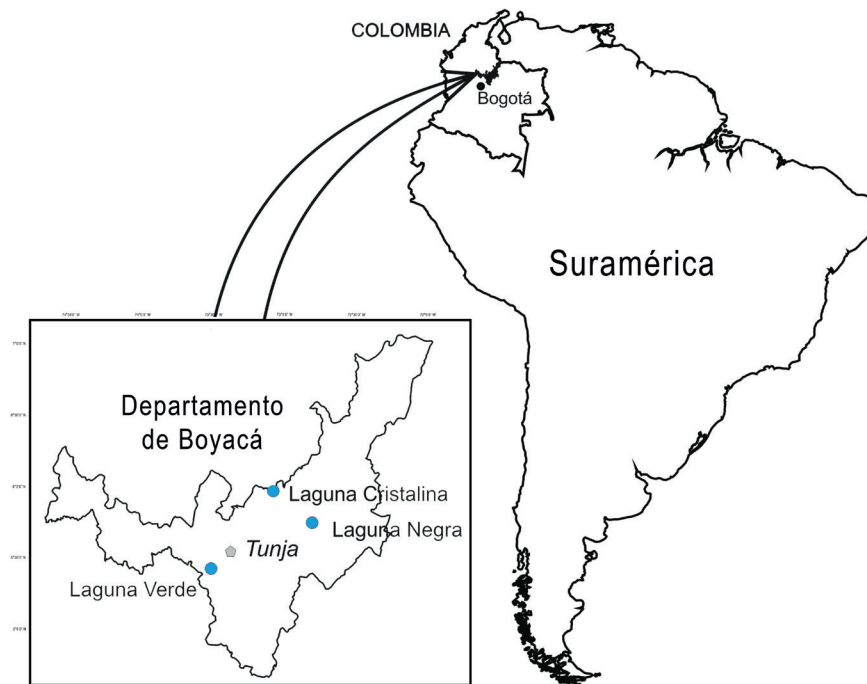 COLOMBIA
Bogotá
Suramérica
Departamento
de Boyacá
Laguna Cristalina
Laguna Negra
Tunja
Laguna Verde